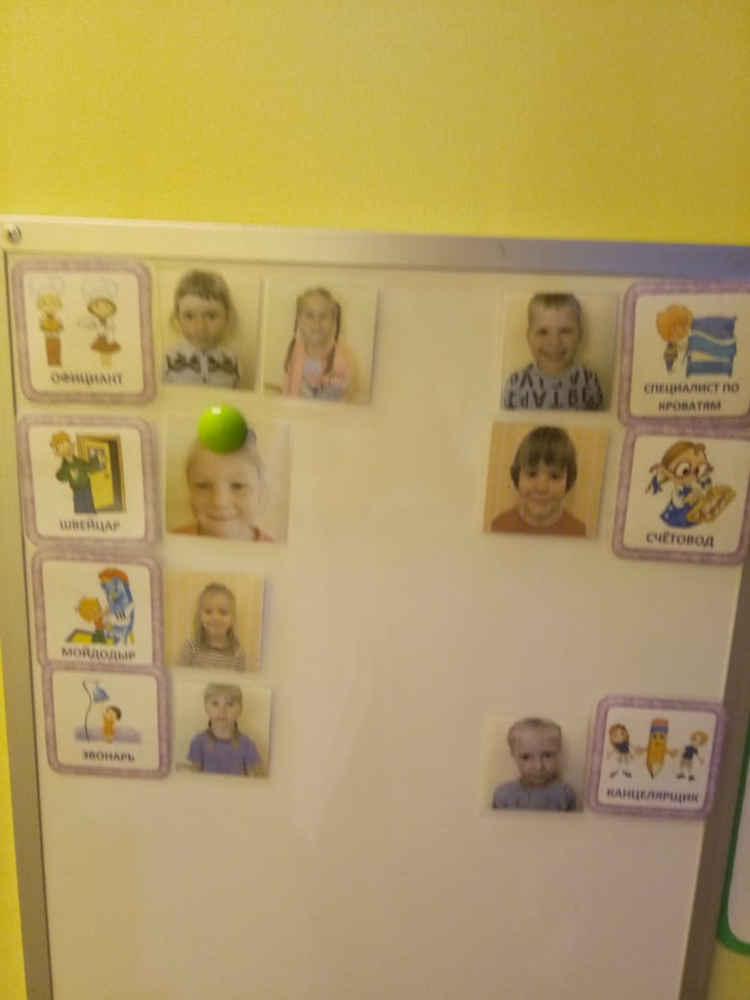 ОФИЦИАНТ
СПЕЦИАЛИСТ ПО
КРОВАТЯМ
ШВЕЙЦАР
СЧЁТОВОД
МОЙДОДЫР
ЗВОНАРЬ
КАНЦЕЛЯРЩИК